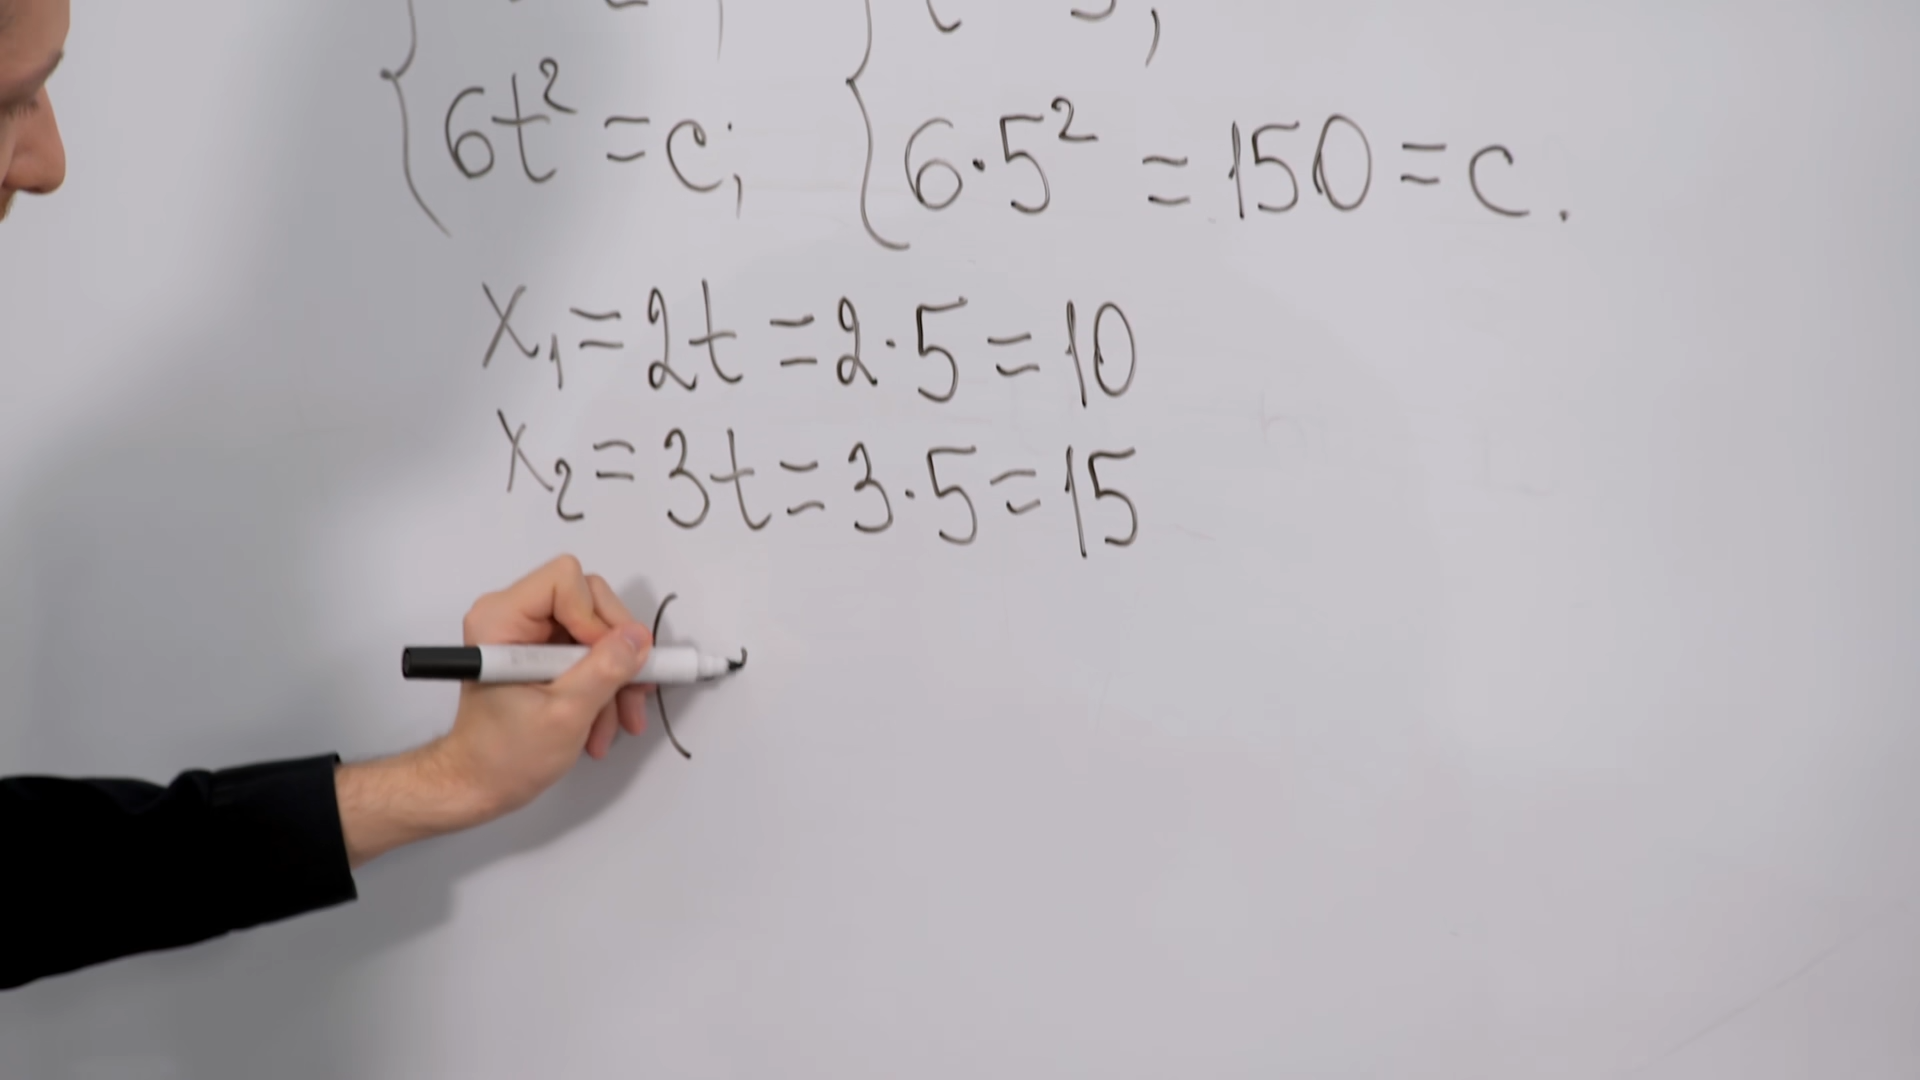 6t² = c; 6·5² = 150 = c.
x₁ = 2t = 2·5 = 10
x₂ = 3t = 3·5 = 15
(